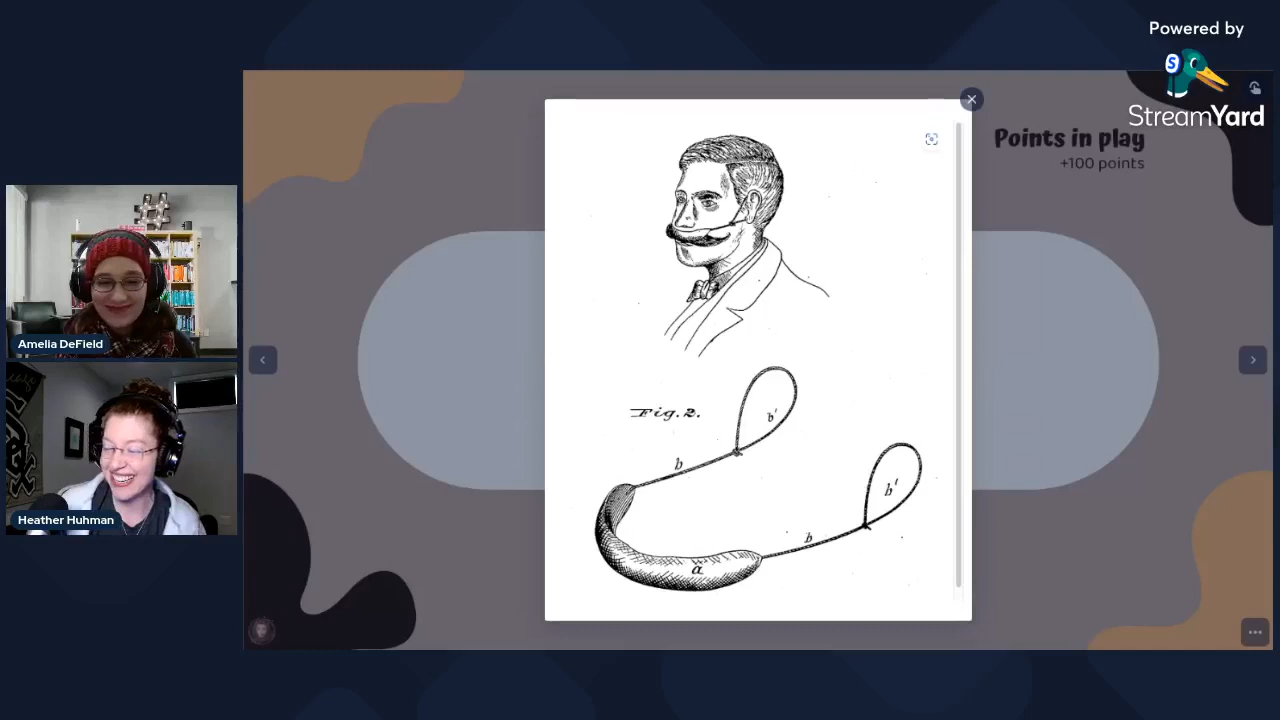 Powered by
StreamYard
Points in play
+100 points
Amelia DeField
Heather Huhman
Fig. 2.
b'
b
b'
b
a